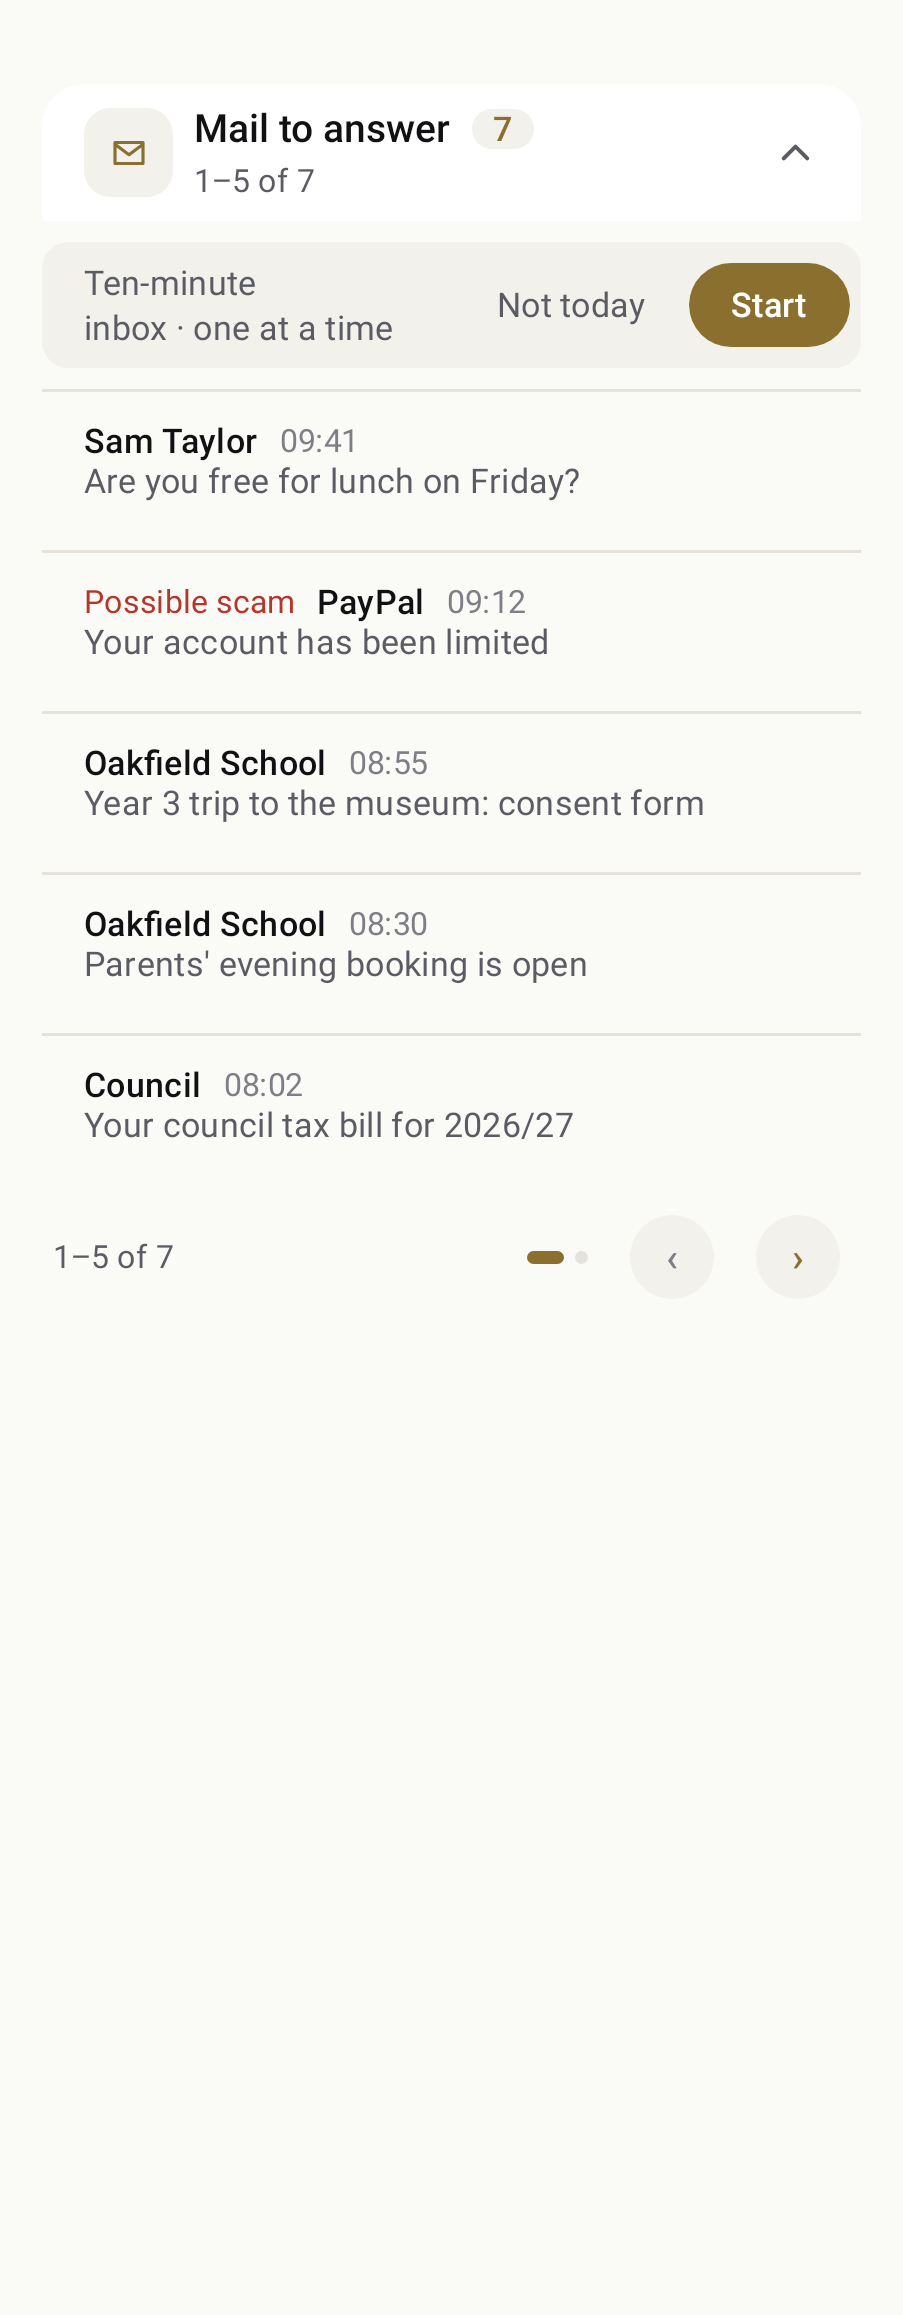 Mail to answer 7
1–5 of 7
Ten-minute
inbox · one at a time
Not today
Start
Sam Taylor 09:41
Are you free for lunch on Friday?
Possible scam PayPal 09:12
Your account has been limited
Oakfield School 08:55
Year 3 trip to the museum: consent form
Oakfield School 08:30
Parents' evening booking is open
Council 08:02
Your council tax bill for 2026/27
1–5 of 7
‹ ›